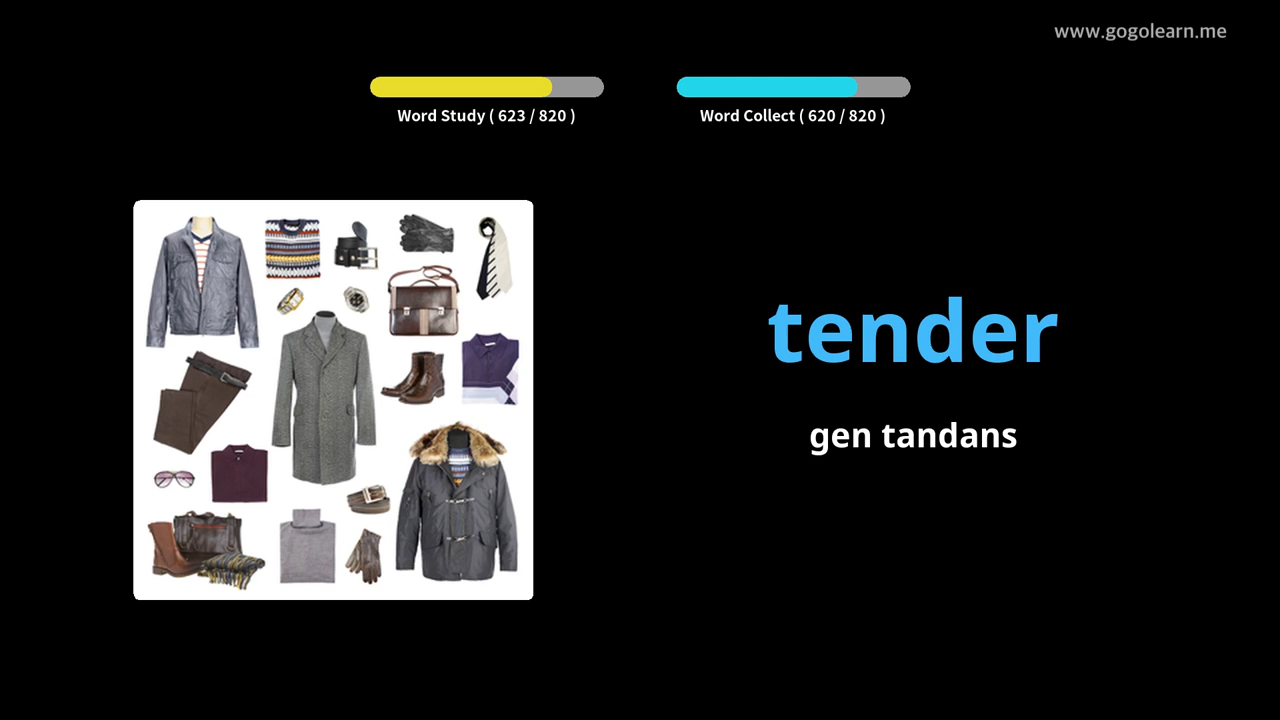 www.gogolearn.me
Word Study ( 623 / 820 )
Word Collect ( 620 / 820 )
tender
gen tandans